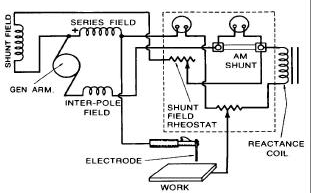 SERIES FIELD
SHUNT FIELD
+
GEN ARM.
INTER-POLE
FIELD
AM
SHUNT
SHUNT
FIELD
RHEOSTAT
REACTANCE
COIL
ELECTRODE
WORK